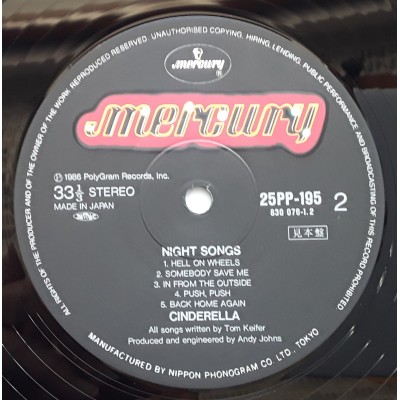 ALL RIGHTS OF THE PRODUCER AND OF THE OWNER OF THE WORK REPRODUCED RESERVED. UNAUTHORISED COPYING, HIRING, LENDING, PUBLIC PERFORMANCE AND BROADCASTING OF THIS RECORD PROHIBITED.
mercury
mercury
℗1986 PolyGram Records, Inc.
33 1/3 STEREO
MADE IN JAPAN
25PP-195
830 076-1.2
2
見本盤
NIGHT SONGS
1. HELL ON WHEELS
2. SOMEBODY SAVE ME
3. IN FROM THE OUTSIDE
4. PUSH, PUSH
5. BACK HOME AGAIN
CINDERELLA
All songs written by Tom Keifer
Produced and engineered by Andy Johns
MANUFACTURED BY NIPPON PHONOGRAM CO. LTD., TOKYO